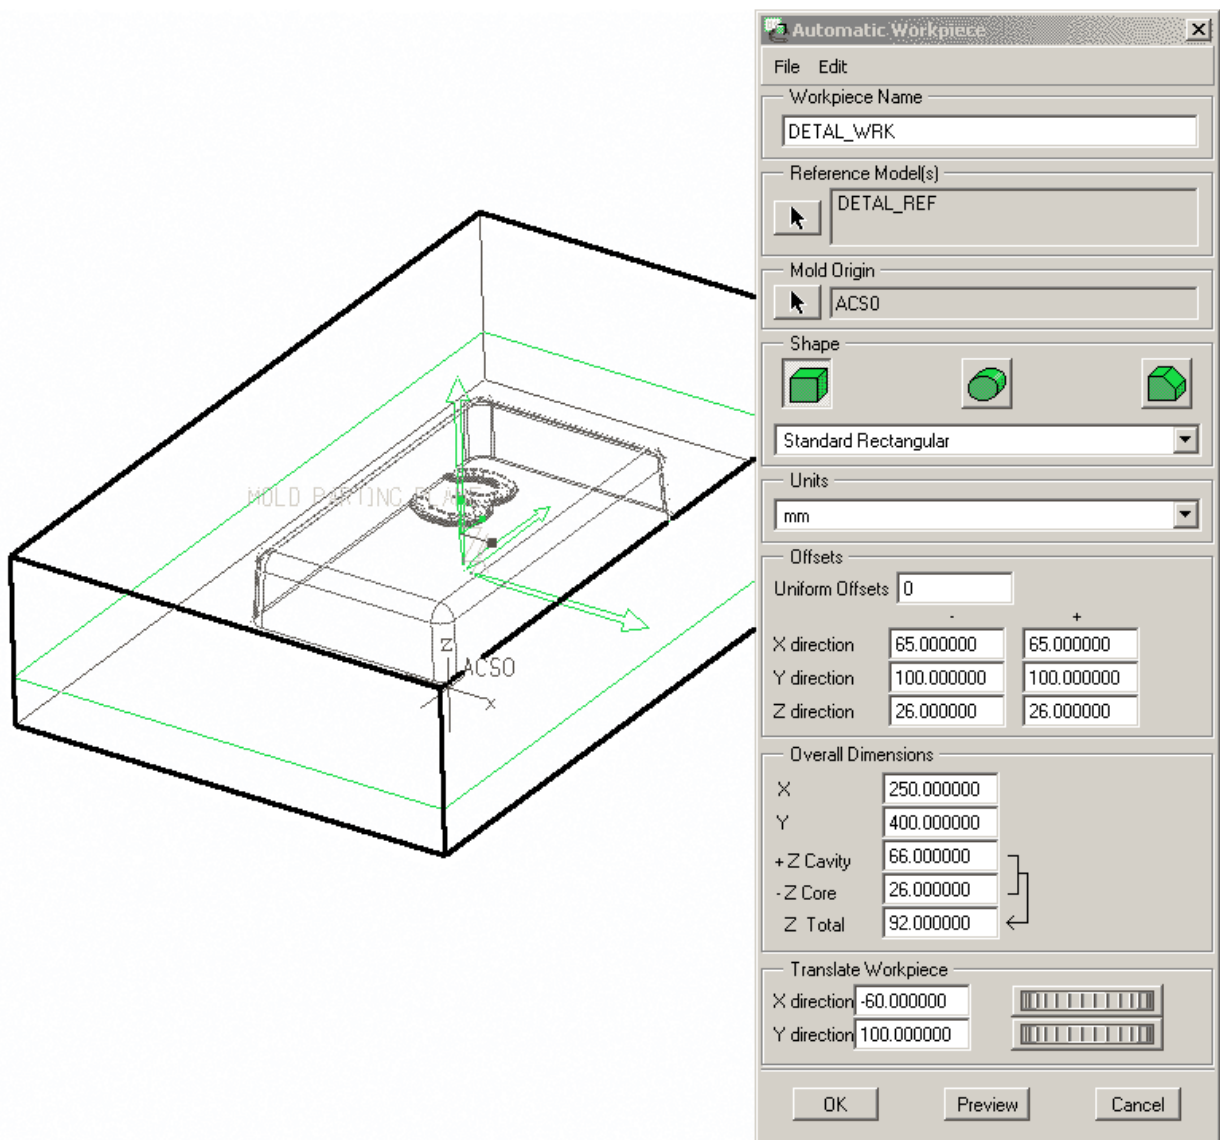 Automatic Workpiece
File Edit
Workpiece Name
DETAL_WRK
Reference Model(s)
DETAL_REF
Mold Origin
ACS0
Shape
Standard Rectangular
Units
mm
Offsets
Uniform Offsets 0
- +
X direction 65.000000 65.000000
Y direction 100.000000 100.000000
Z direction 26.000000 26.000000
Overall Dimensions
X 250.000000
Y 400.000000
+Z Cavity 66.000000
-Z Core 26.000000
Z Total 92.000000
Translate Workpiece
X direction -60.000000
Y direction 100.000000
OK Preview Cancel
MOLD PARTING PLANE
Z
ACS0
X